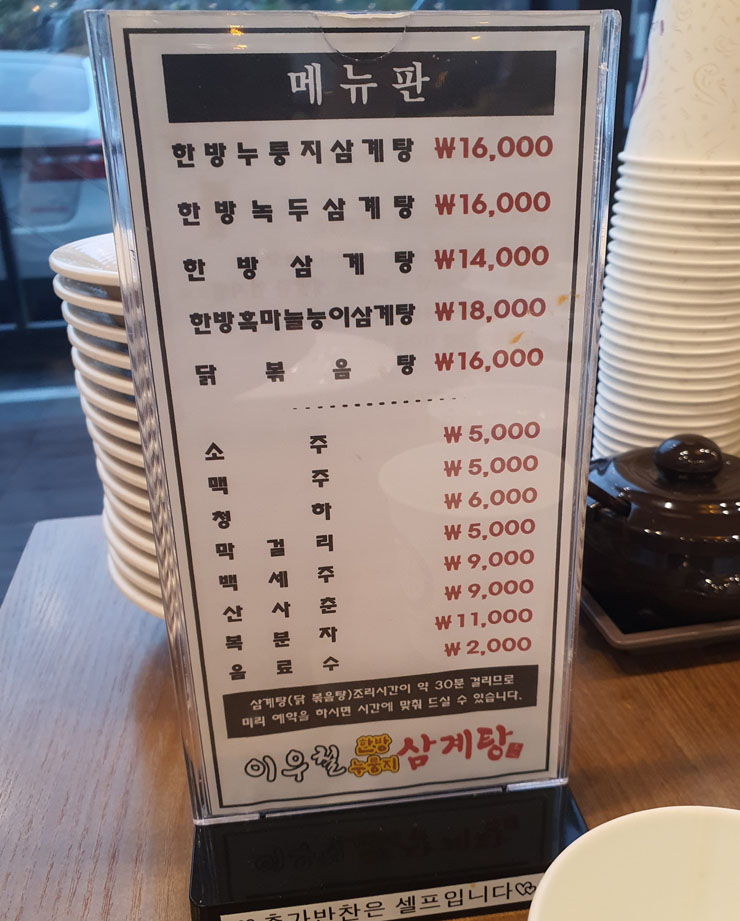 메뉴판
한방누룽지삼계탕 ₩16,000
한방녹두삼계탕 ₩16,000
한방삼계탕 ₩14,000
한방흑마늘능이삼계탕 ₩18,000
닭볶음탕 ₩16,000
소주 ₩5,000
맥주 ₩5,000
청하 ₩6,000
막걸리 ₩5,000
백세주 ₩9,000
산사춘 ₩9,000
복분자 ₩11,000
음료수 ₩2,000
삼계탕(닭 볶음탕)조리시간이 약 30분 걸리므로
미리 예약을 하시면 시간에 맞춰 드실 수 있습니다.
이우철 한방 누룽지 삼계탕
추가반찬은 셀프입니다